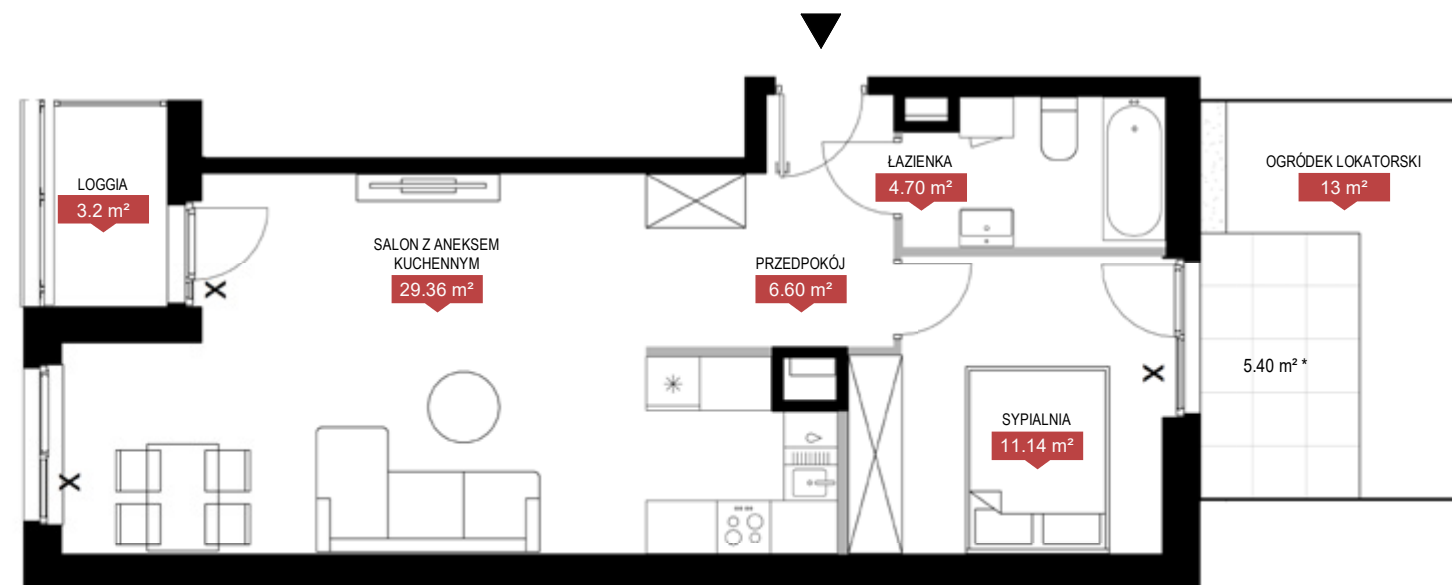 LOGGIA
3.2 m²
SALON Z ANEKSEM
KUCHENNYM
29.36 m²
PRZEDPOKÓJ
6.60 m²
ŁAZIENKA
4.70 m²
OGRÓDEK LOKATORSKI
13 m²
5.40 m² *
SYPIALNIA
11.14 m²
X
X
X